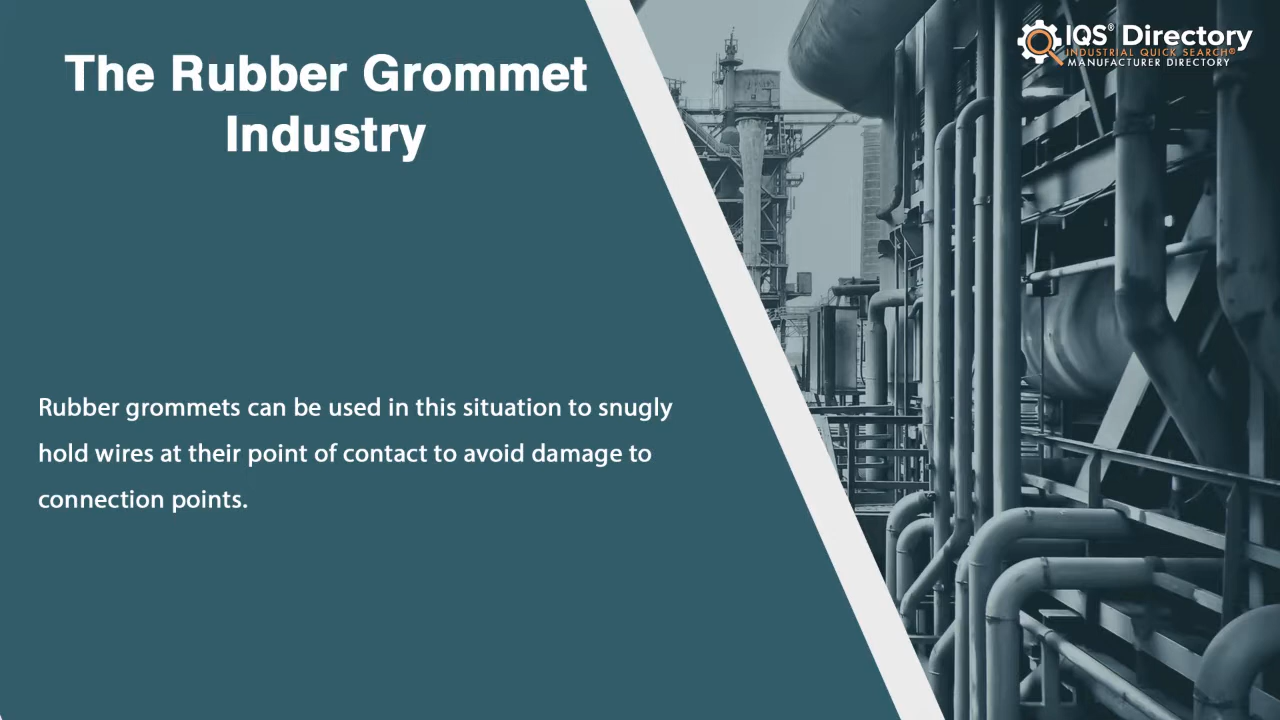 The Rubber Grommet
Industry
IQS® Directory
INDUSTRIAL QUICK SEARCH®
MANUFACTURER DIRECTORY
Rubber grommets can be used in this situation to snugly
hold wires at their point of contact to avoid damage to
connection points.